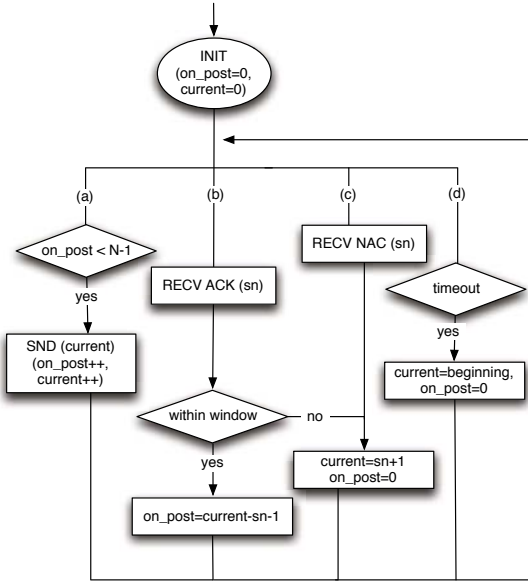 INIT
(on_post=0,
current=0)
(a)
(b)
(c)
(d)
on_post < N-1
RECV NAC (sn)
RECV ACK (sn)
timeout
yes
yes
SND (current)
(on_post++,
current++)
current=beginning,
on_post=0
within window
no
yes
current=sn+1
on_post=0
on_post=current-sn-1